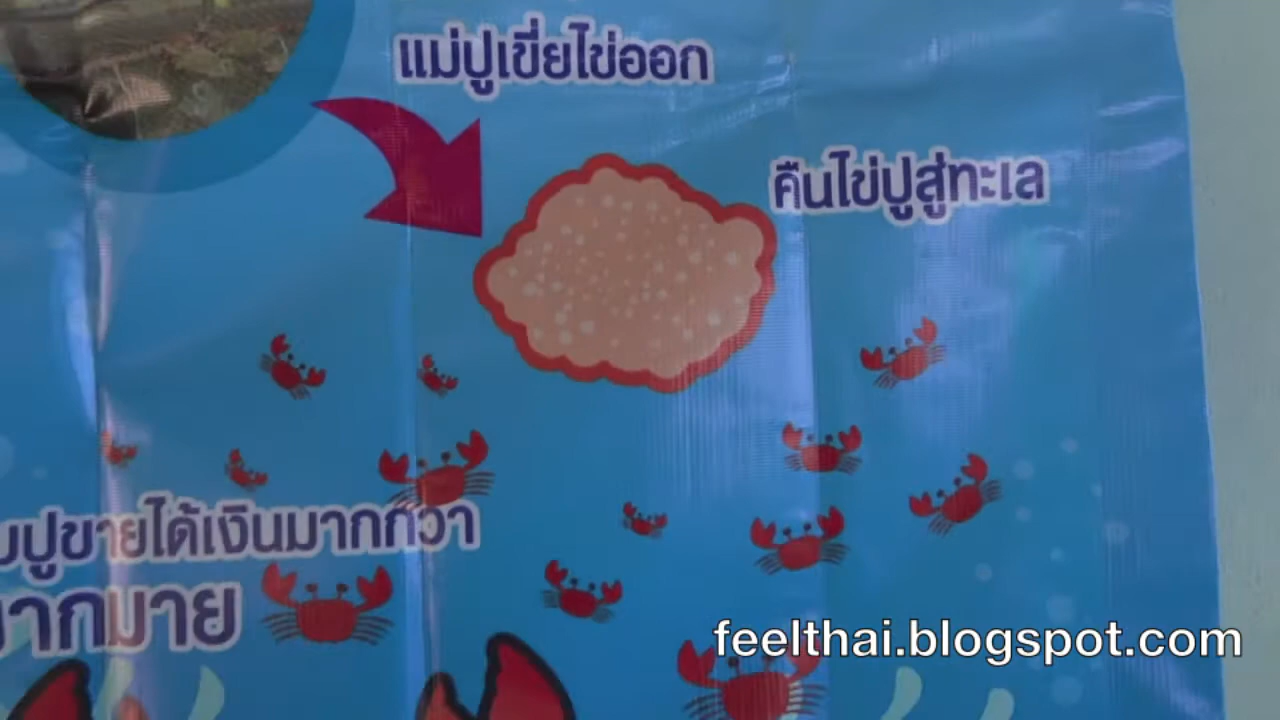 แม่ปูเขี่ยไข่ออก
คืนไข่ปูสู่ทะเล
ปูขายได้เงินมากกว่า
มากมาย
feelthai.blogspot.com